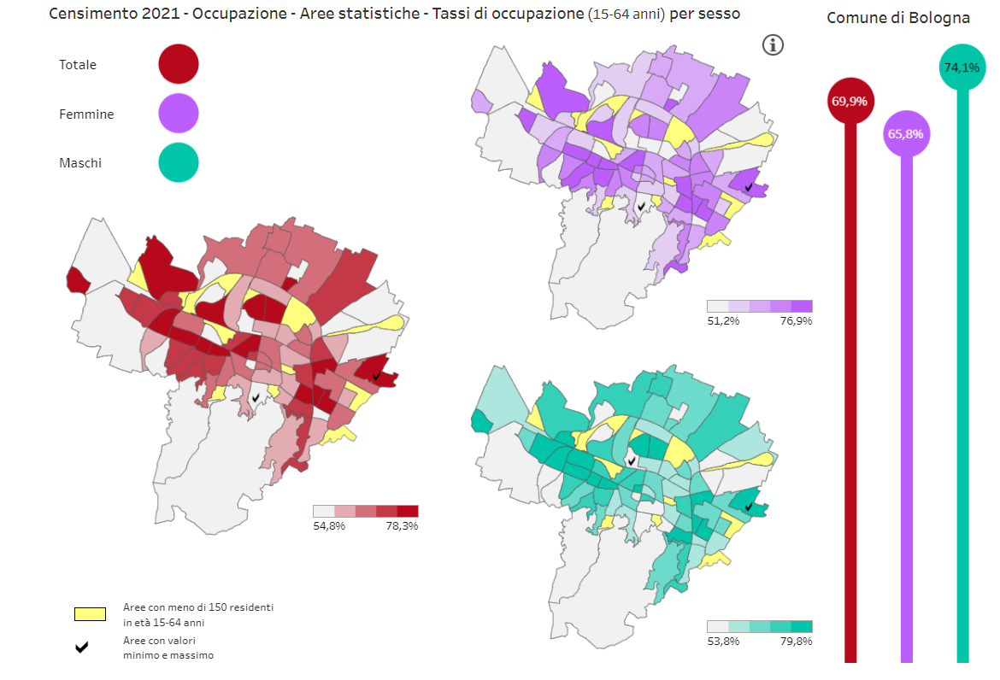 Censimento 2021 - Occupazione - Aree statistiche - Tassi di occupazione (15-64 anni) per sesso
Comune di Bologna
Totale
Femmine
Maschi
69,9%
65,8%
74,1%
51,2% 76,9%
54,8% 78,3%
53,8% 79,8%
Aree con meno di 150 residenti
in età 15-64 anni
Aree con valori
minimo e massimo